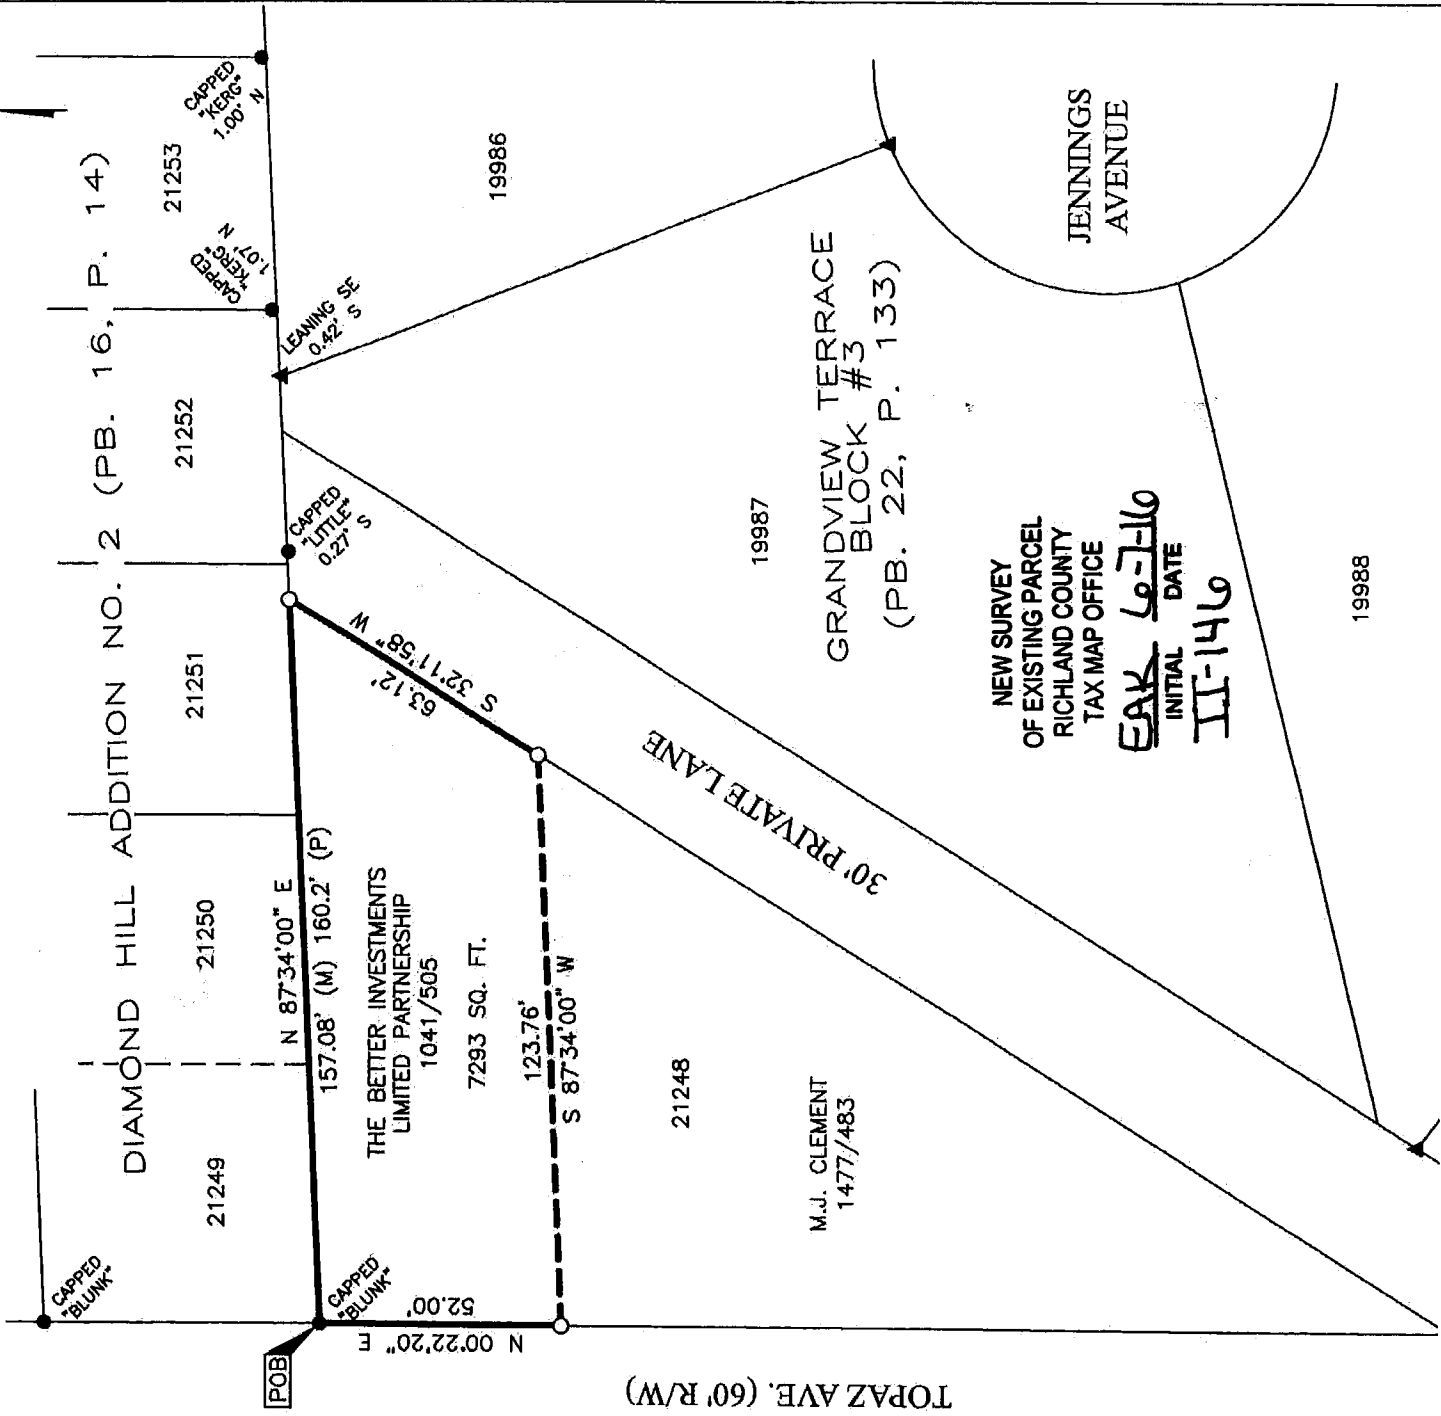 DIAMOND HILL ADDITION NO. 2 (PB. 16, P. 14)
CAPPED
"BLUNK"
21249
21250
21251
21252
21253
CAPPED
"KERG"
1.07' N
CAPPED
"KERG"
1.00' N
POB
CAPPED
"BLUNK"
N 87°34'00" E
157.08' (M) 160.2' (P)
CAPPED
"LITTLE"
0.27' S
LEANING SE
0.42' S
19986
N 00°22'20" E
52.00'
THE BETTER INVESTMENTS
LIMITED PARTNERSHIP
1041/505
7293 SQ. FT.
63.12'
S 32°11'58" W
123.76'
S 87°34'00" W
21248
M.J. CLEMENT
1477/483
TOPAZ AVE. (60' R/W)
30' PRIVATE LANE
19987
GRANDVIEW TERRACE
BLOCK #3
(PB. 22, P. 133)
JENNINGS
AVENUE
NEW SURVEY
OF EXISTING PARCEL
RICHLAND COUNTY
TAX MAP OFFICE
EAK 6-7-16
INITIAL DATE
II-146
19988